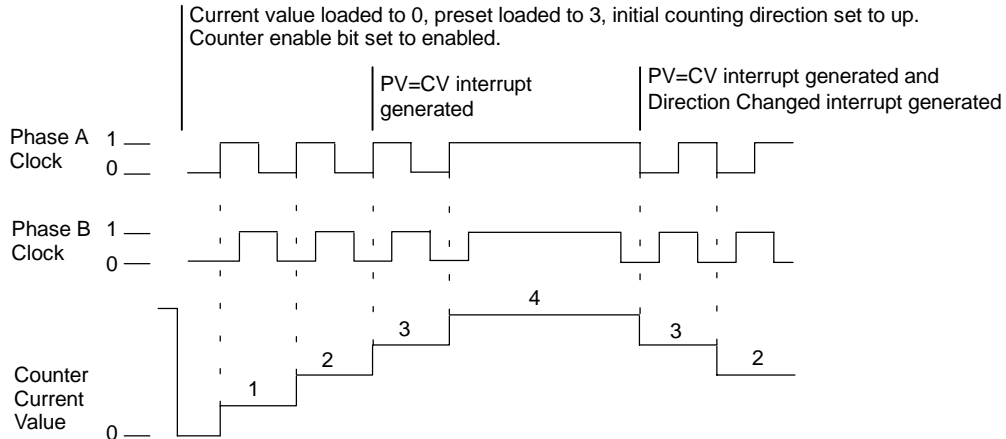 Current value loaded to 0, preset loaded to 3, initial counting direction set to up.
Counter enable bit set to enabled.
PV=CV interrupt
generated
PV=CV interrupt generated and
Direction Changed interrupt generated
Phase A
Clock
1
0
Phase B
Clock
1
0
4
3
3
2
2
1
Counter
Current
Value
0